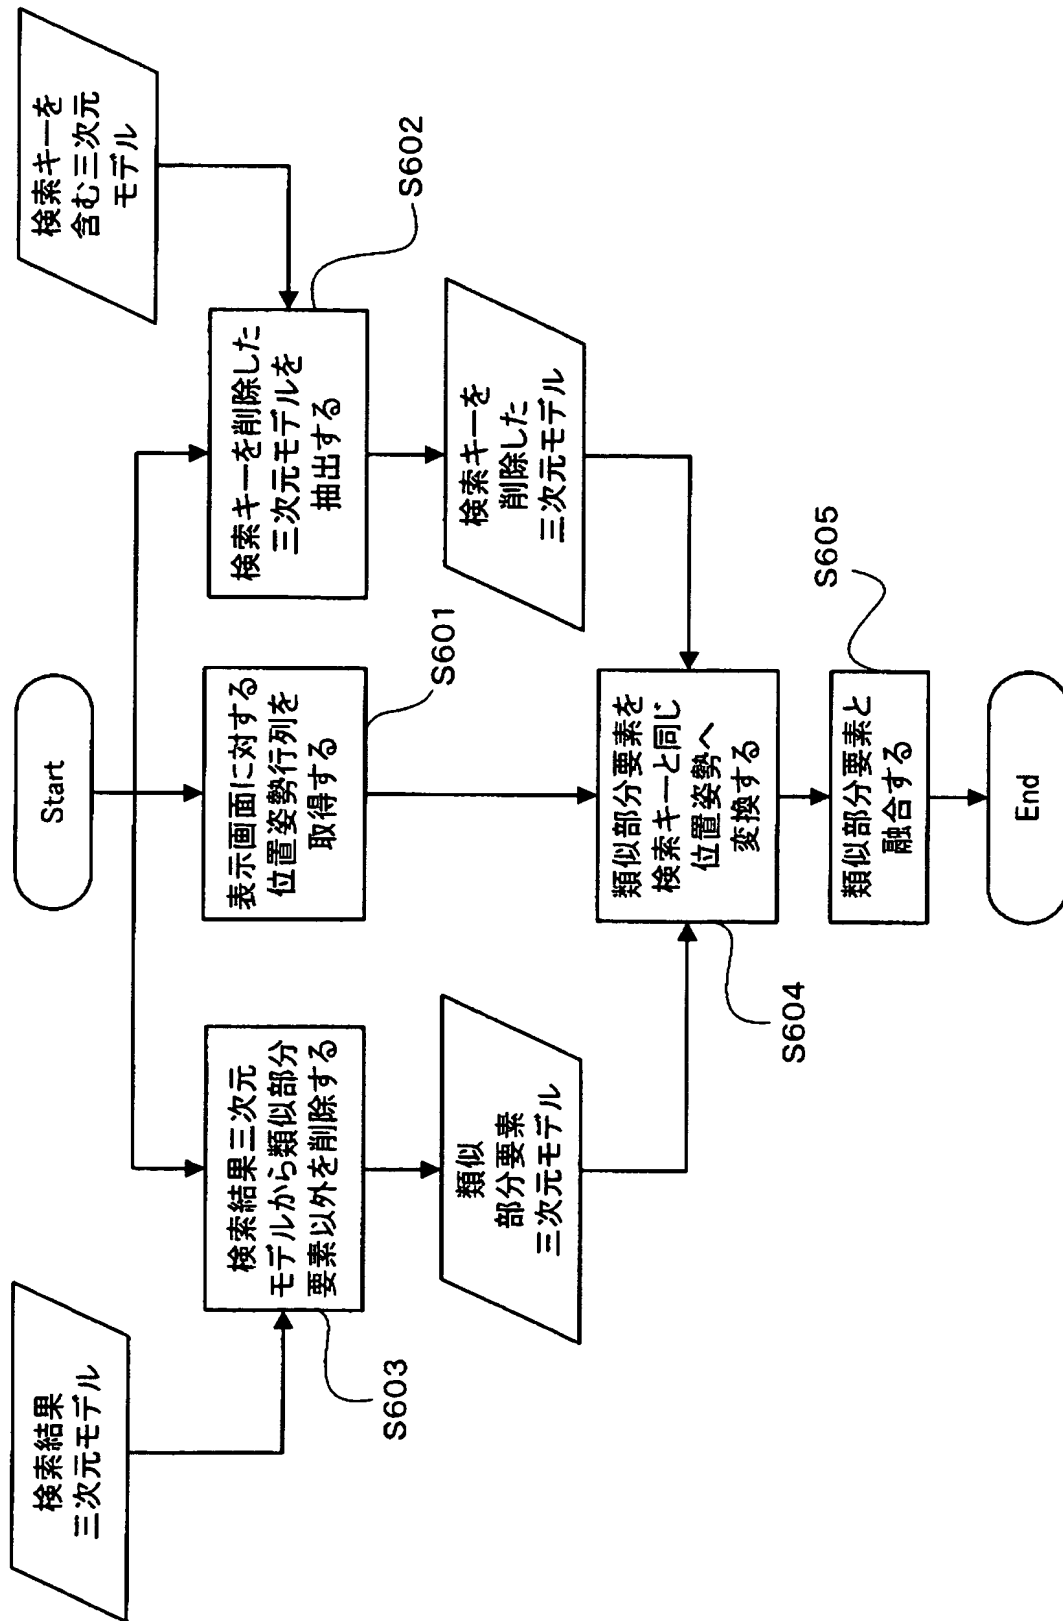 Start
検索結果
三次元モデル
検索キーを
含む三次元
モデル
検索結果三次元
モデルから類似部分
要素以外を削除する
S603
表示画面に対する
位置姿勢行列を
取得する
S601
検索キーを削除した
三次元モデルを
抽出する
S602
類似
部分要素
三次元モデル
検索キーを
削除した
三次元モデル
類似部分要素を
検索キーと同じ
位置姿勢へ
変換する
S604
類似部分要素と
融合する
S605
End